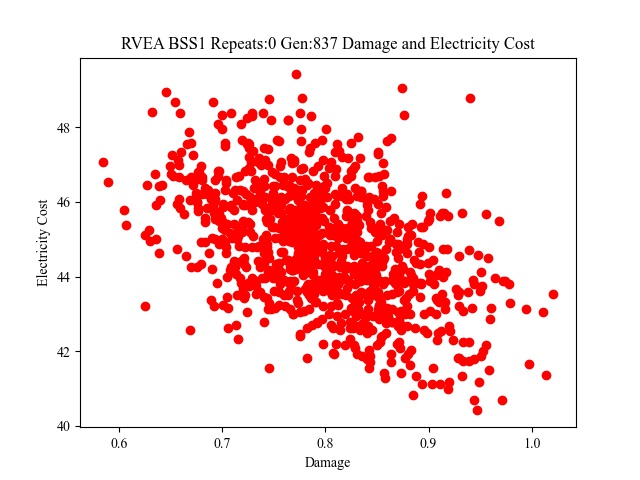 RVEA BSS1 Repeats:0 Gen:837 Damage and Electricity Cost
48
46
44
42
40
Electricity Cost
0.6 0.7 0.8 0.9 1.0
Damage